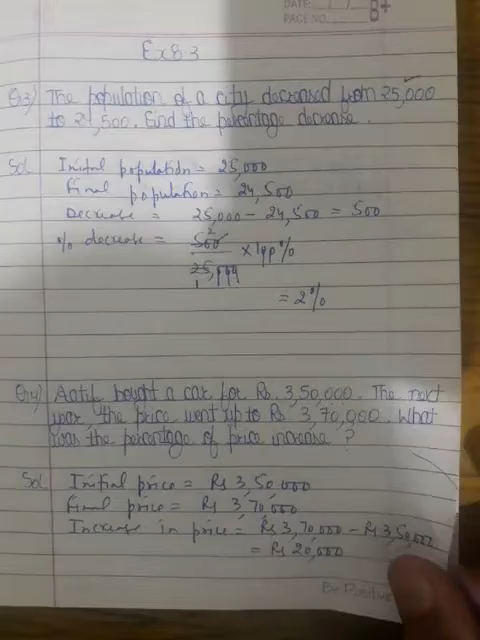 DATE
PAGE NO. 87
Ex 8.3
Q3) The population of a city decreased from 25,000
to 24,500. Find the percentage decrease.
Sol. Initial population = 25,000
Final population = 24,500
Decrease = 25,000 - 24,500 = 500
% decrease = 500/25,000 × 100%
= 2%
Q4) Aatif bought a car for Rs. 3,50,000. The next
year, the price went up to Rs 3,70,000. What
was the percentage of price increase?
Sol. Initial price = Rs 3,50,000
Final price = Rs 3,70,000
Increase in price = Rs 3,70,000 - Rs 3,50,000
= Rs 20,000
Be Positive